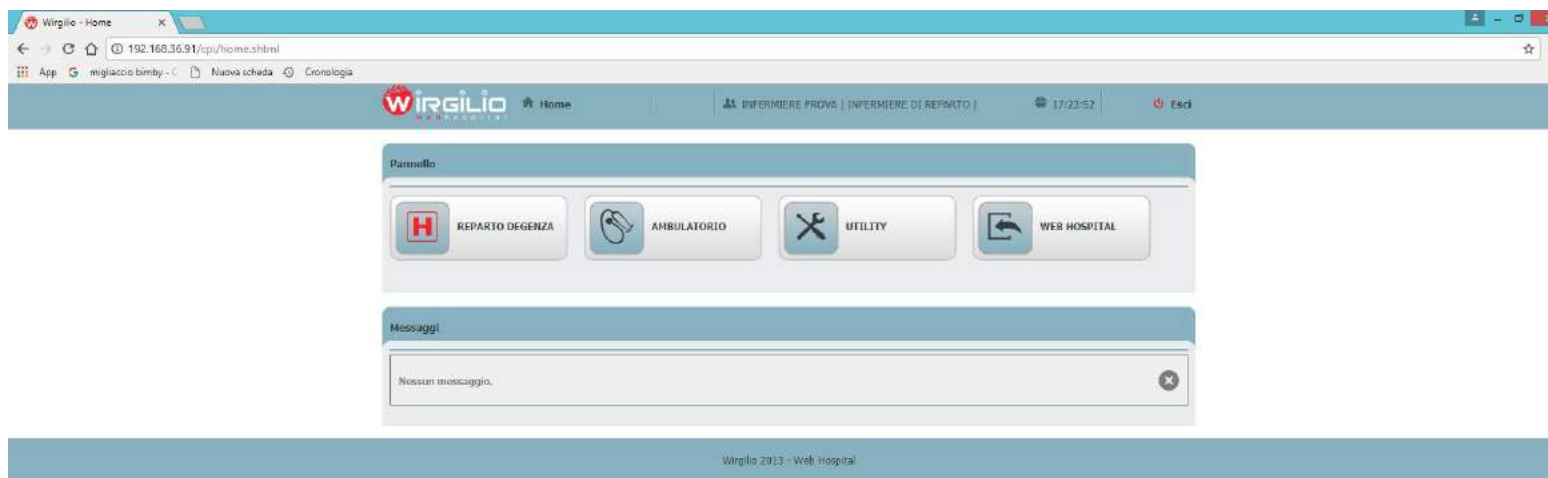 Wirgilio - Home
192.168.36.91/cpi/home.shtml
App migliaccio bimby - C Nuova scheda Cronologia
WIRGILIO Home INFERMIERE PROVA | INFERMIERE DI REPARTO | 17:23:52 Esci
WEB HOSPITAL
Pannello
H REPARTO DEGENZA AMBULATORIO UTILITY WEB HOSPITAL
Messaggi
Nessun messaggio.
Wirgilio 2013 - Web Hospital